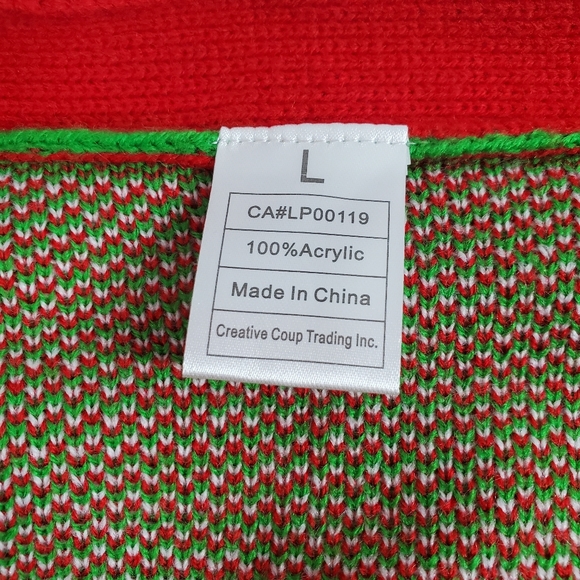 L
CA#LP00119
100%Acrylic
Made In China
Creative Coup Trading Inc.